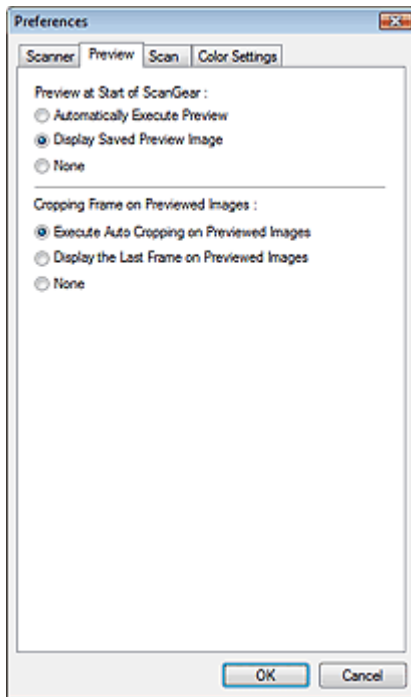 Preferences
Scanner Preview Scan Color Settings
Preview at Start of ScanGear :
Automatically Execute Preview
Display Saved Preview Image
None
Cropping Frame on Previewed Images :
Execute Auto Cropping on Previewed Images
Display the Last Frame on Previewed Images
None
OK Cancel